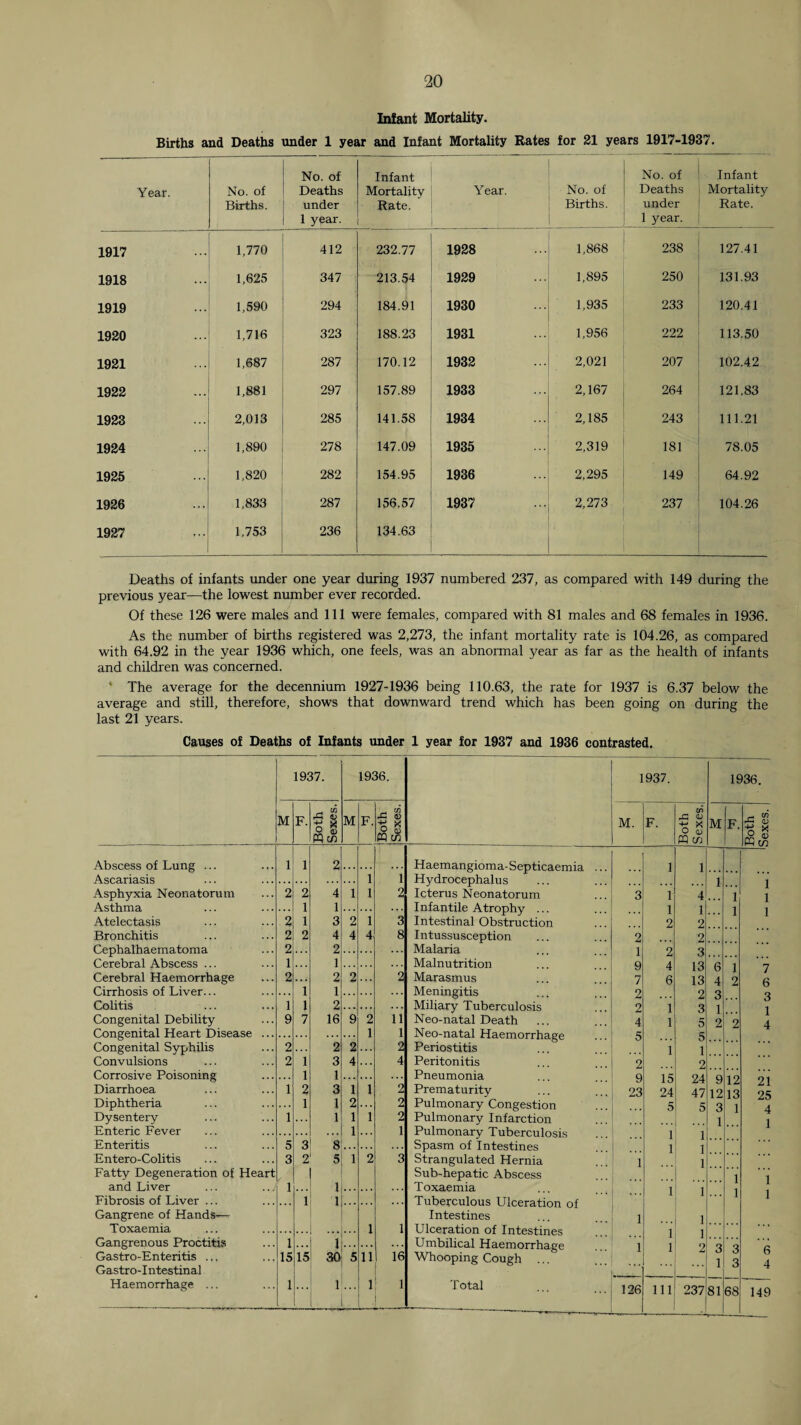 20
Infant Mortality.
Births and Deaths under 1 year and Infant Mortality Rates for 21 years 1917-1937.
Year. No. of Births. No. of Deaths under 1 year. Infant Mortality Rate. Year. No. of Births. No. of Deaths under 1 year. Infant Mortality Rate.
1917 ... 1,770 412 232.77 1928 ... 1,868 238 127.41
1918 ... 1,625 347 213.54 1929 ... 1,895 250 131.93
1919 ... 1,590 294 184.91 1930 ... 1,935 233 120.41
1920 ... 1,716 323 188.23 1931 ... 1,956 222 113.50
1921 ... 1,687 287 170.12 1932 ... 2,021 207 102.42
1922 ... 1,881 297 157.89 1933 ... 2,167 264 121.83
1923 ... 2,013 285 141.58 1934 ... 2,185 243 111.21
1924 ... 1,890 278 147.09 1935 ... 2,319 181 78.05
1925 ... 1,820 282 154.95 1936 ... 2,295 149 64.92
1926 ... 1,833 287 156.57 1937 ... 2,273 237 104.26
1927 ... 1,753 236 134.63
Deaths of infants under one year during 1937 numbered 237, as compared with 149 during the
previous year—the lowest number ever recorded.
Of these 126 were males and 111 were females, compared with 81 males and 68 females in 1936.
As the number of births registered was 2,273, the infant mortality rate is 104.26, as compared
with 64.92 in the year 1936 which, one feels, was an abnormal year as far as the health of infants
and children was concerned.
The average for the decennium 1927-1936 being 110.63, the rate for 1937 is 6.37 below the
average and still, therefore, shows that downward trend which has been going on during the
last 21 years.
Causes of Deaths of Infants under 1 year for 1937 and 1936 contrasted.
1937. 1936. 1937. 1936.
M F. Both Sexes. M F. Both Sexes. M. F. Both Sexes. M F. Both Sexes.
Abscess of Lung ... ... 1 1 2 ... ... ...
Ascariasis ... ... ... ... ... ... 1 1
Asphyxia Neonatorum ... 2 2 4 1 1 2
Asthma ... ... ... 1 1 ... ... ...
Atelectasis ... ... 2 1 3 2 1 3
Bronchitis ... ... 2 2 4 4 4 8
Cephalhaematoma ... 2 ... 2 ... ... ...
Cerebral Abscess ... ... 1 ... 1 ... ... ...
Cerebral Haemorrhage ... 2 ... 2 2 ... 2
Cirrhosis of Liver... ... ... 1 1 ... ... ...
Colitis ... ... 1 1 2 ... ... ...
Congenital Debility ... 9 7 16 9 2 11
Congenital Heart Disease ... ... ... ... ... 1 1
Congenital Syphilis ... 2 ... 2 2 ... 2
Convulsions ... ... 2 1 3 4 ... 4
Corrosive Poisoning ... ... 1 1 ... ... ...
Diarrhoea ... ... 1 2 3 1 1 2
Diphtheria ... ... ... 1 1 2 ... 2
Dysentery ... ... 1 ... 1 1 1 2
Enteric Fever ... ... ... ... ... 1 ... 1
Enteritis ... ... 5 3 8 ... ... ...
Entero-Colitis ... ... 3 2 5 1 2 3
Fatty Degeneration of Heart
and Liver ... ... 1 ... 1 ... ... ...
Fibrosis of Liver ... ... ... 1 1 ... ... ...
Gangrene of Hands—
Toxaemia ... ... ... ... ... ... 1 1
Gangrenous Proctitis ... 1 ... 1 ... ... ...
Gastro-Enteritis ... ... 15 15 30 5 11 16
Gastro-Intestinal
Haemorrhage ... ... 1 ... 1 ... 1 1
Haemangioma-Septicaemia ... ... 1 1 ... ... ...
Hydrocephalus ... ... ... ... ... 1 ... 1
Icterus Neonatorum ... 3 1 4 ... 1 1
Infantile Atrophy ... ... ... 1 1 ... 1 1
Intestinal Obstruction ... ... 2 2 ... ... ...
Intussusception ... ... 2 ... 2 ... ... ...
Malaria ... ... 1 2 3 ... ... ...
Malnutrition ... ... 9 4 13 6 1 7
Marasmus ... ... 7 6 13 4 2 6
Meningitis ... ... 2 ... 2 3 ... 3
Miliary Tuberculosis ... 2 1 3 1 ... 1
Neo-natal Death ... ... 4 1 5 2 2 4
Neo-natal Haemorrhage ... 5 ... 5 ... ... ...
Periostitis ... ... ... 1 1 ... ... ...
Peritonitis ... ... 2 ... 2 ... ... ...
Pneumonia ... ... 9 15 24 9 12 21
Prematurity ... ... 23 24 47 12 13 25
Pulmonary Congestion ... ... 5 5 3 1 4
Pulmonary Infarction ... ... ... ... 1 ... 1
Pulmonary Tuberculosis ... ... 1 1 ... ... ...
Spasm of Intestines ... ... 1 1 ... ... ...
Strangulated Hernia ... 1 ... 1 ... ... ...
Sub-hepatic Abscess ... ... ... ... ... 1 1
Toxaemia ... ... ... 1 1 ... 1 1
Tuberculous Ulceration of
Intestines ... ... 1 ... 1 ... ... ...
Ulceration of Intestines ... ... 1 1 ... ... ...
Umbilical Haemorrhage ... 1 1 2 3 3 6
Whooping Cough ... ... ... ... ... 1 3 4
Total ... ... 126 111 237 81 68 149